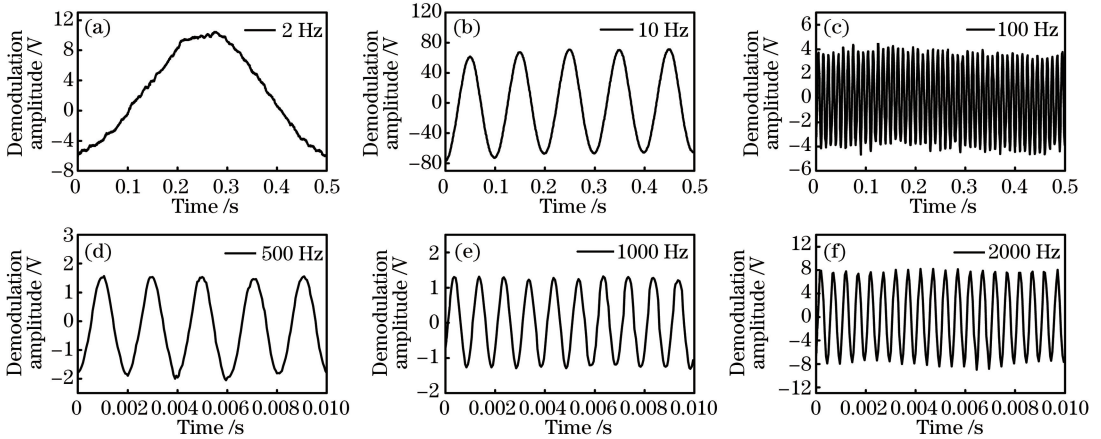 (a)
2 Hz
12
8
4
0
−4
−8
0 0.1 0.2 0.3 0.4 0.5
Time /s
Demodulation
amplitude /V
(b)
10 Hz
120
80
40
0
−40
−80
0 0.1 0.2 0.3 0.4 0.5
Time /s
Demodulation
amplitude /V
(c)
100 Hz
6
4
2
0
−2
−4
−6
0 0.1 0.2 0.3 0.4 0.5
Time /s
Demodulation
amplitude /V
(d)
500 Hz
3
2
1
0
−1
−2
0 0.002 0.004 0.006 0.008 0.010
Time /s
Demodulation
amplitude /V
(e)
1000 Hz
2
1
0
−1
−2
0 0.002 0.004 0.006 0.008 0.010
Time /s
Demodulation
amplitude /V
(f)
2000 Hz
12
8
4
0
−4
−8
−12
0 0.002 0.004 0.006 0.008 0.010
Time /s
Demodulation
amplitude /V